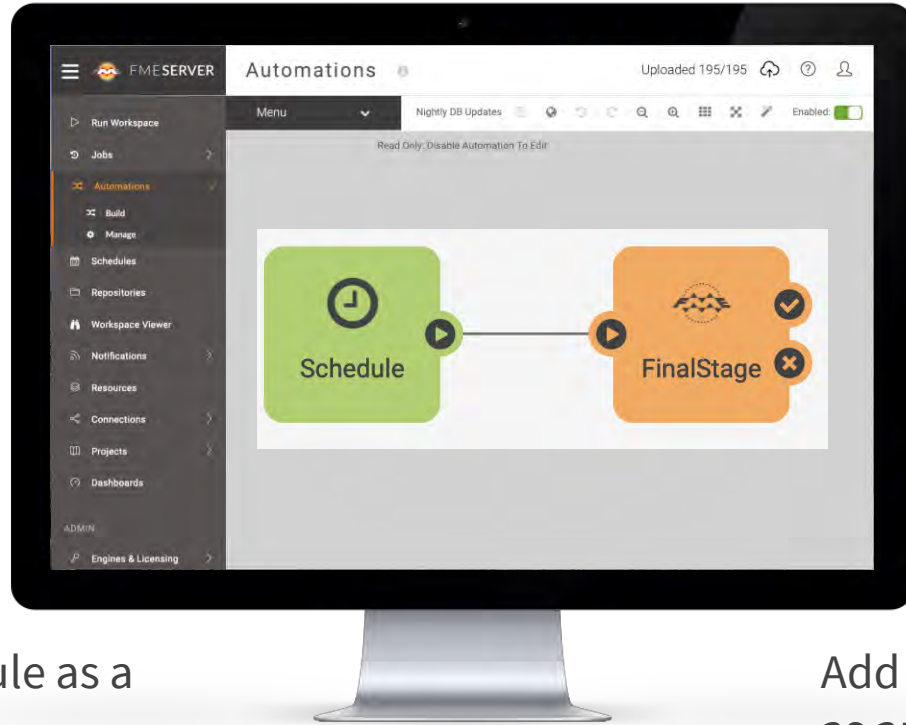 FMESERVER
Automations
Uploaded 195/195
Menu
Nightly DB Updates
Enabled:
Read Only: Disable Automation To Edit
Run Workspace
Jobs
Automations
Build
Manage
Schedules
Repositories
Workspace Viewer
Notifications
Resources
Connections
Projects
Dashboards
ADMIN
Engines & Licensing
Schedule
FinalStage
as a
Add